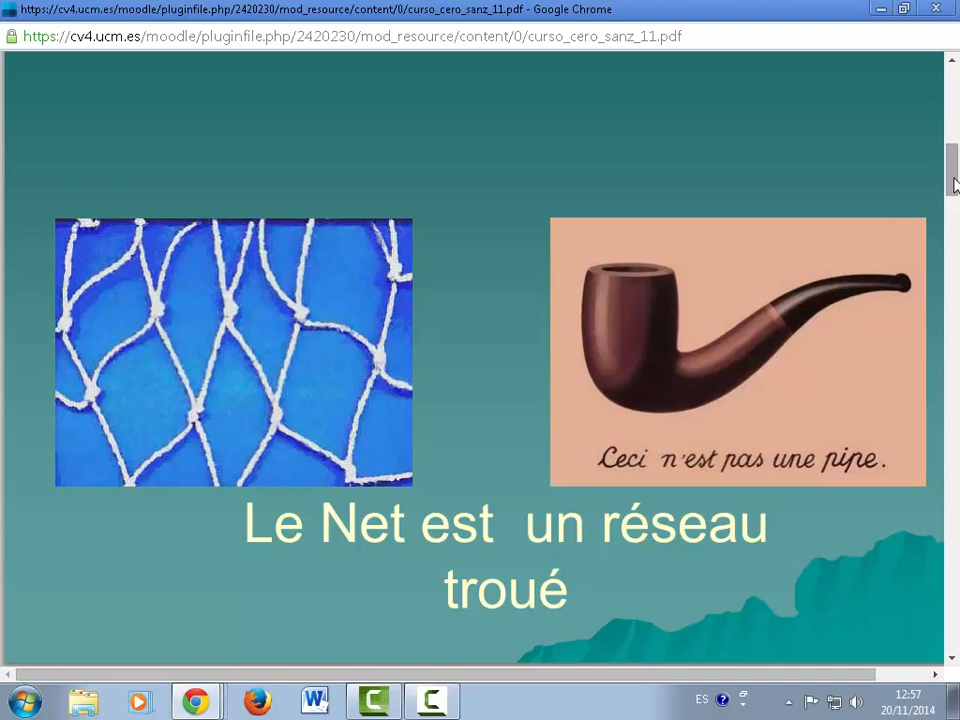 https://cv4.ucm.es/moodle/pluginfile.php/2420230/mod_resource/content/0/curso_cero_sanz_11.pdf - Google Chrome
https://cv4.ucm.es/moodle/pluginfile.php/2420230/mod_resource/content/0/curso_cero_sanz_11.pdf
Ceci n'est pas une pipe.
Le Net est un réseau
troué
ES
12:57
20/11/2014